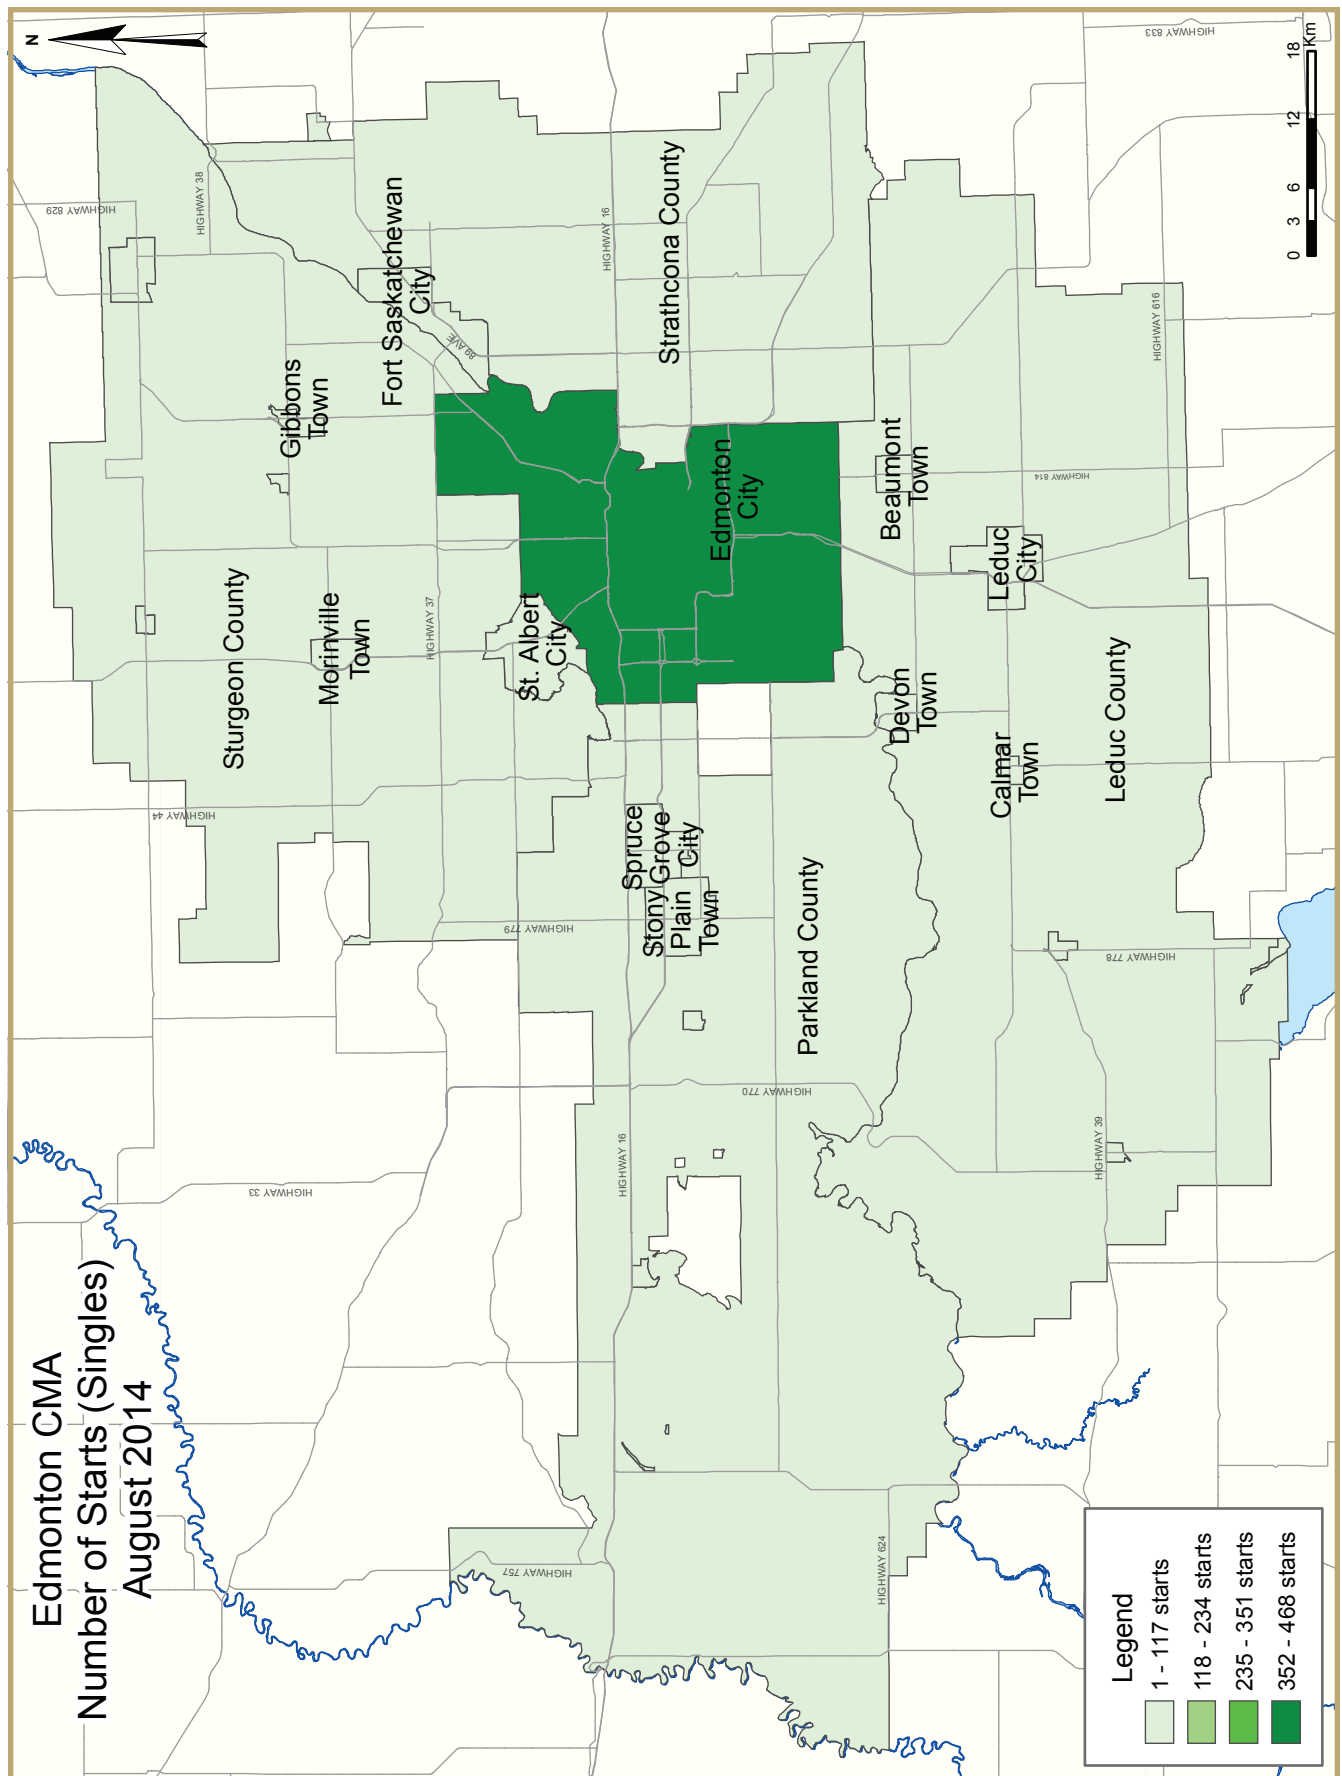 Edmonton CMA
Number of Starts (Singles)
August 2014
N
HIGHWAY 829
HIGHWAY 38
HIGHWAY 833
Gibbons
Town
Fort Saskatchewan
City
89 AVE
HIGHWAY 16
Strathcona County
Sturgeon County
Morinville
Town
HIGHWAY 37
St. Albert
City
Edmonton
City
HIGHWAY 44
HIGHWAY 779
Spruce
Grove
City
Stony
Plain
Town
Parkland County
HIGHWAY 33
HIGHWAY 16
HIGHWAY 770
HIGHWAY 757
HIGHWAY 624
Beaumont
Town
HIGHWAY 814
HIGHWAY 616
Leduc
City
Devon
Town
Calmar
Town
Leduc County
HIGHWAY 778
HIGHWAY 39
Legend
1 - 117 starts
118 - 234 starts
235 - 351 starts
352 - 468 starts
0 3 6 12 18
Km